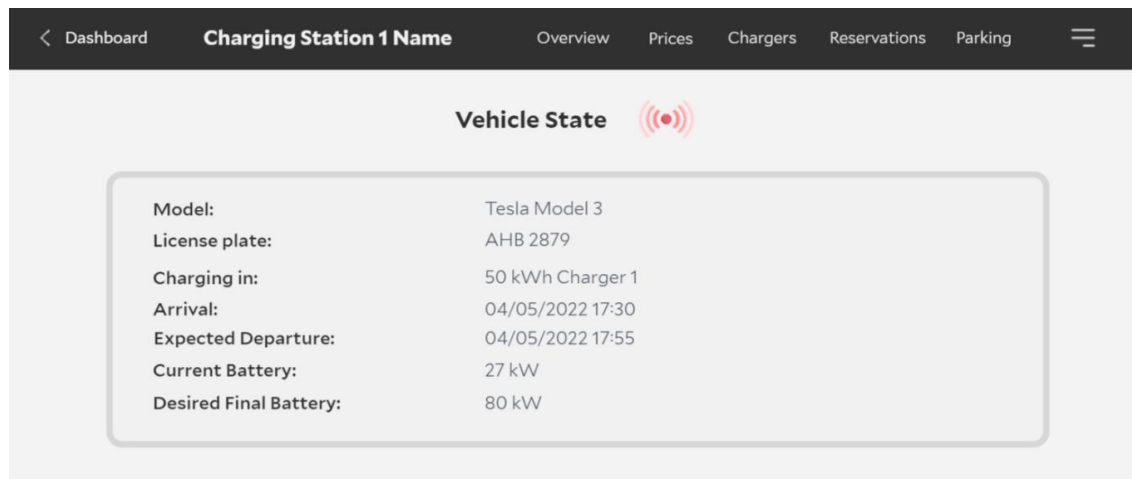 Dashboard Charging Station 1 Name Overview Prices Chargers Reservations Parking
Vehicle State
Model: Tesla Model 3
License plate: AHB 2879
Charging in: 50 kWh Charger 1
Arrival: 04/05/2022 17:30
Expected Departure: 04/05/2022 17:55
Current Battery: 27 kW
Desired Final Battery: 80 kW